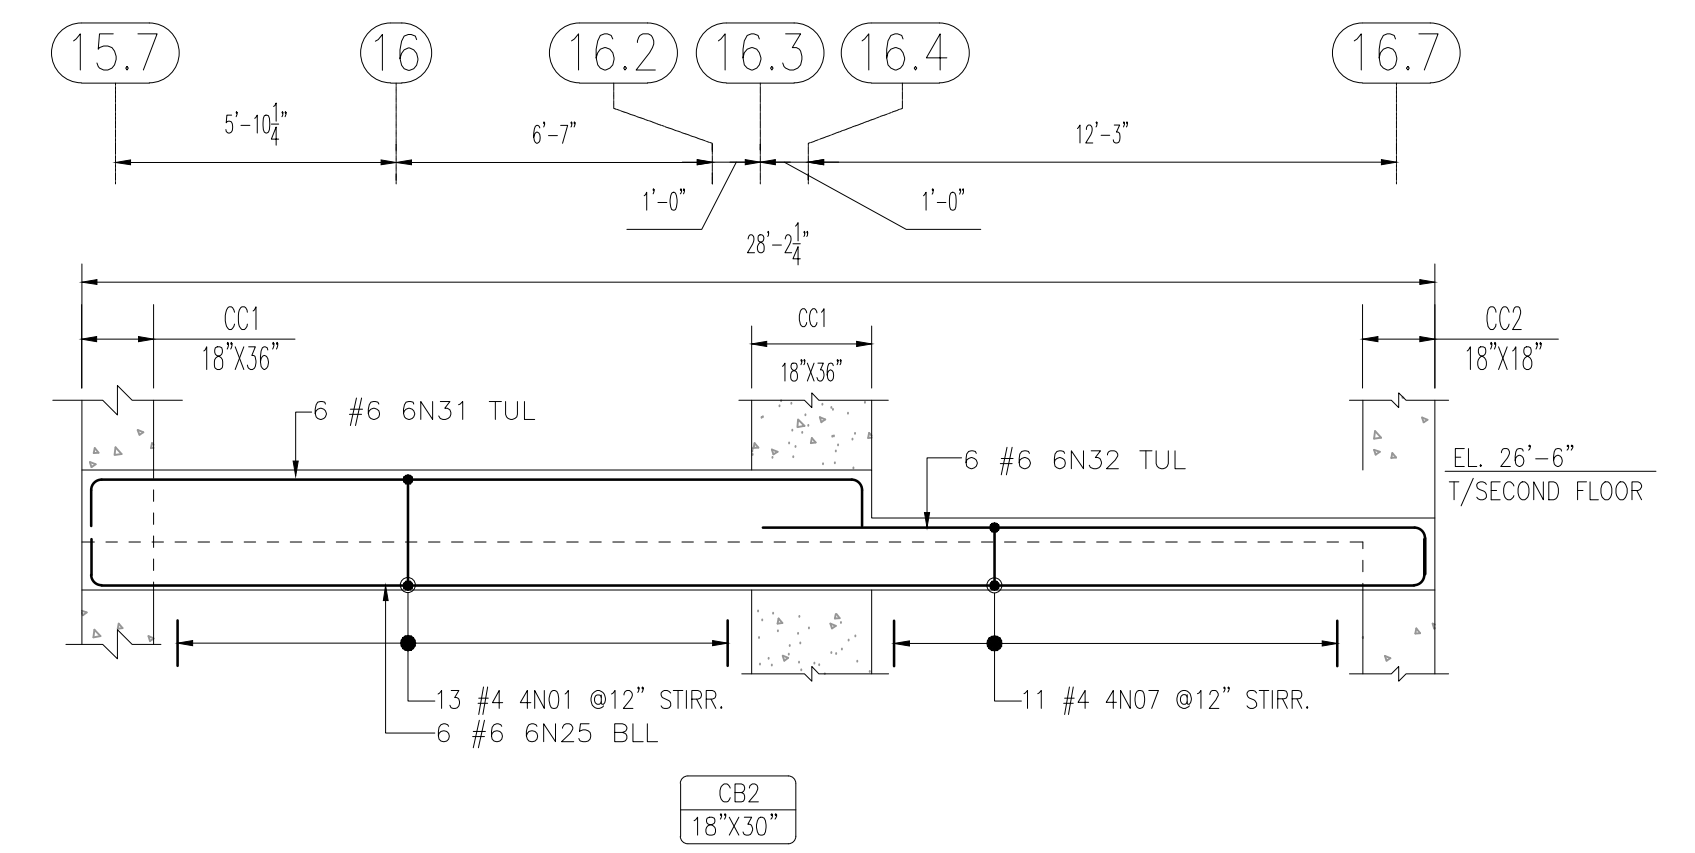 15.7 16 16.2 16.3 16.4 16.7
5'-10 1/4" 6'-7" 12'-3"
1'-0" 1'-0"
28'-2 1/4"
CC1 CC1 CC2
18"X36" 18"X36" 18"X18"
6 #6 6N31 TUL
6 #6 6N32 TUL
EL. 26'-6"
T/SECOND FLOOR
13 #4 4N01 @12" STIRR. 11 #4 4N07 @12" STIRR.
6 #6 6N25 BLL
CB2
18"X30"